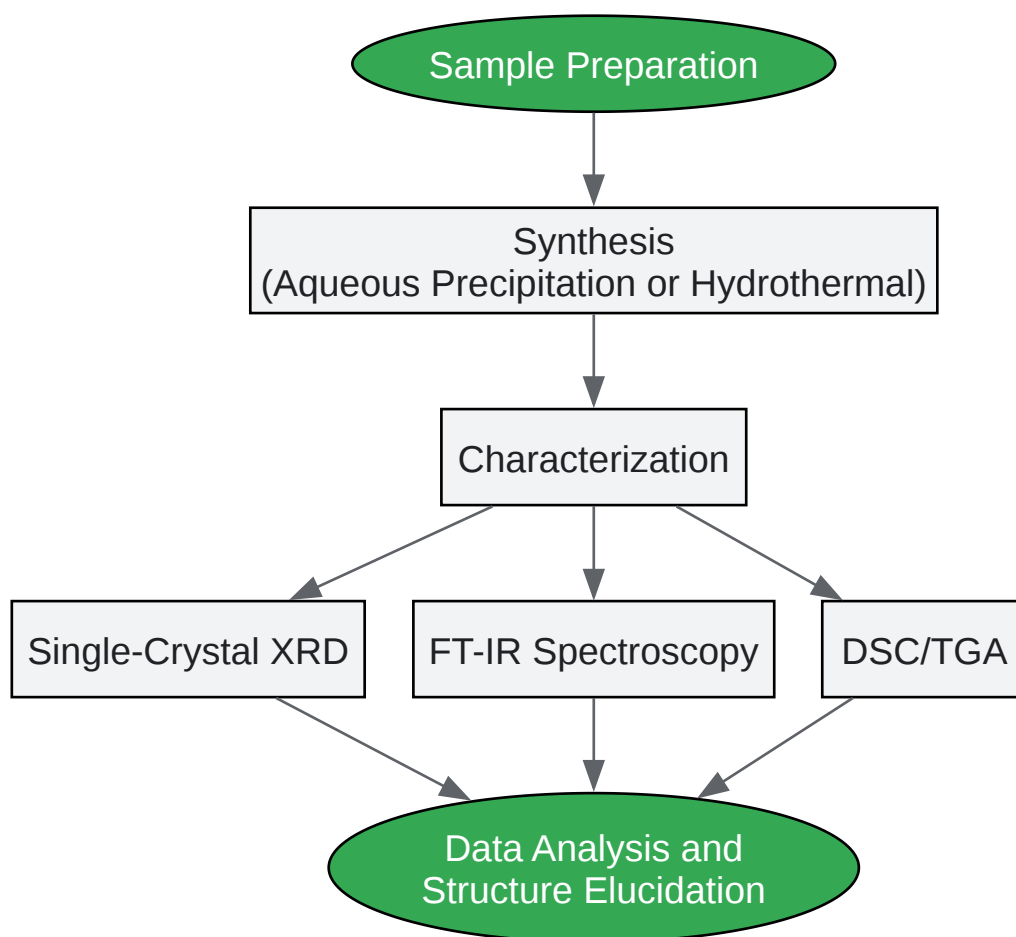 Sample Preparation
Synthesis
(Aqueous Precipitation or Hydrothermal)
Characterization
Single-Crystal XRD
FT-IR Spectroscopy
DSC/TGA
Data Analysis and
Structure Elucidation